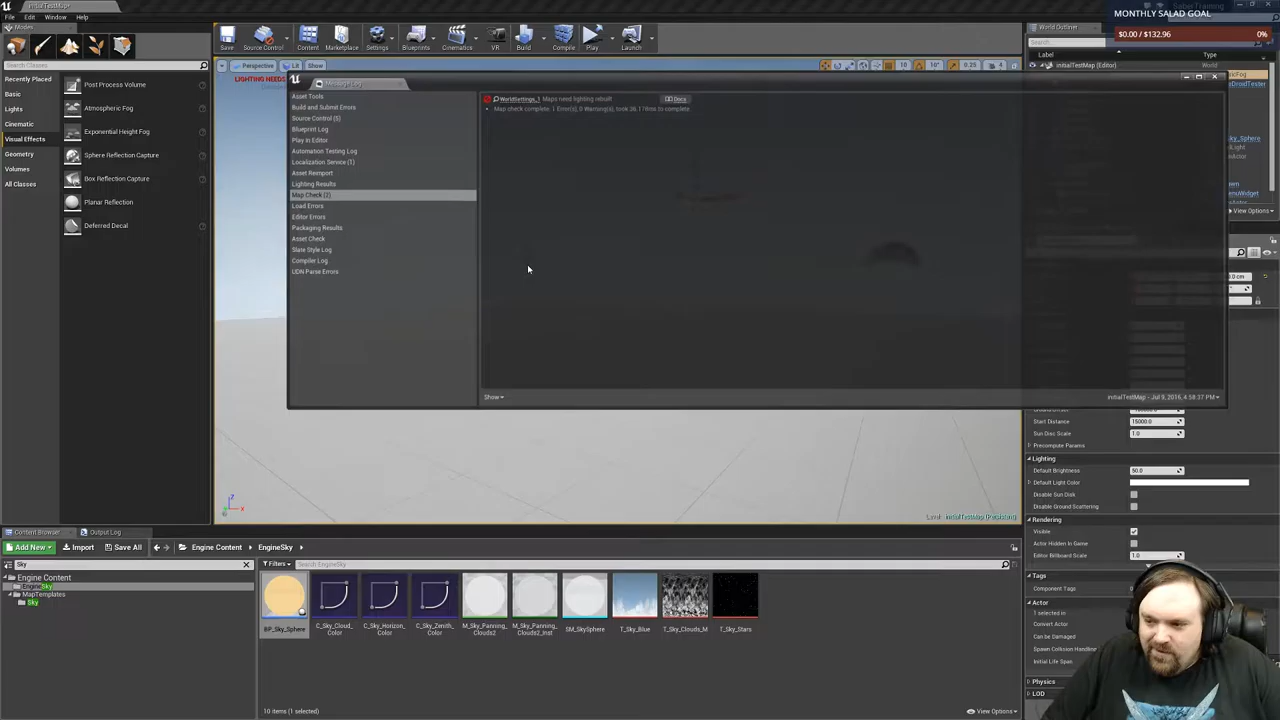 initialTestMap*
File Edit Window Help
MONTHLY SALAD GOAL
$0.00 / $132.96 0%
Modes
Save Source Control Content Marketplace Settings Blueprints Cinematics VR Build Compile Play Launch
World Outliner
Search...
Label Type
initialTestMap (Editor) World
Search Classes
Perspective Lit Show
10 10° 4
LIGHTING NEEDS
Recently Placed
Basic
Lights
Cinematic
Visual Effects
Geometry
Volumes
All Classes
Post Process Volume
Atmospheric Fog
Exponential Height Fog
Sphere Reflection Capture
Box Reflection Capture
Planar Reflection
Deferred Decal
Message Log
Asset Tools
Build and Submit Errors
Source Control (5)
Blueprint Log
Play in Editor
Automation Testing Log
Localization Service (1)
Asset Reimport
Lighting Results
Map Check (2)
Load Errors
Editor Errors
Packaging Results
Asset Check
Slate Style Log
Compiler Log
UDN Parse Errors
WorldSettings_1 Maps need lighting rebuilt Docs
Map check complete: 1 Error(s), 0 Warning(s), took
Show
initialTestMap - Jul 9, 2016, 4:58:37 PM
View Options
Start Distance 15000.0
Sun Disc Scale 1.0
Precompute Params
Lighting
Default Brightness 50.0
Default Light Color
Disable Sun Disk
Disable Ground Scattering
Rendering
Visible
Actor Hidden In Game
Editor Billboard Scale 1.0
Tags
Component Tags
Actor
1 selected in
Convert Actor
Can be Damaged
Spawn Collision Handling
Initial Life Span
Physics
LOD
Level: initialTestMap (Persistent)
Content Browser Output Log
Add New Import Save All Engine Content EngineSky
Sky
Filters Search EngineSky
Engine Content
EngineSky
MapTemplates
Sky
BP_Sky_Sphere
C_Sky_Cloud_Color
C_Sky_Horizon_Color
C_Sky_Zenith_Color
M_Sky_Panning_Clouds2
M_Sky_Panning_Clouds2_Inst
SM_SkySphere
T_Sky_Blue
T_Sky_Clouds_M
T_Sky_Stars
10 items (1 selected)
View Options